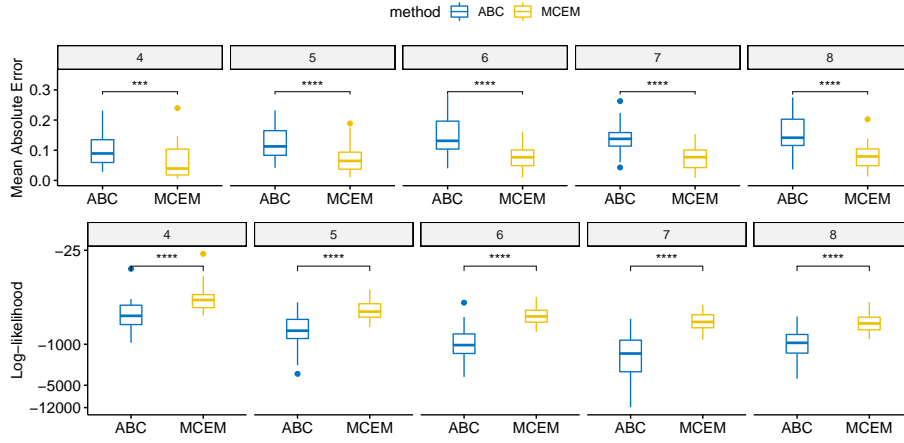 method ABC MCEM
4 5 6 7 8
Mean Absolute Error
0.3
0.2
0.1
0.0
*** **** **** **** ****
ABC MCEM ABC MCEM ABC MCEM ABC MCEM ABC MCEM
4 5 6 7 8
Log-likelihood
−25
−1000
−5000
−12000
**** **** **** **** ****
ABC MCEM ABC MCEM ABC MCEM ABC MCEM ABC MCEM